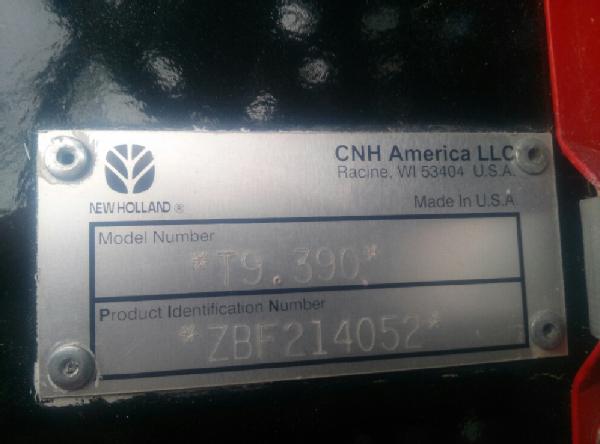 CNH America LLC
Racine, WI 53404 U.S.A.
NEW HOLLAND ®
Made In U.S.A.
Model Number
*T9.390*
Product Identification Number
*ZBF214052*